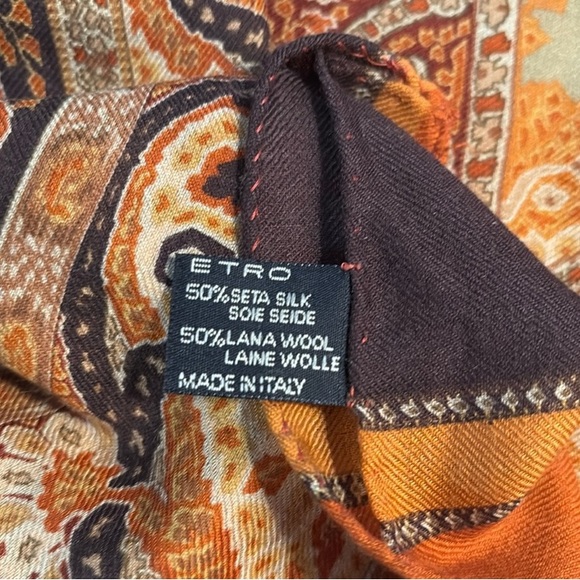 ETRO
50% SETA SILK
SOIE SEIDE
50% LANA WOOL
LAINE WOLLE
MADE IN ITALY